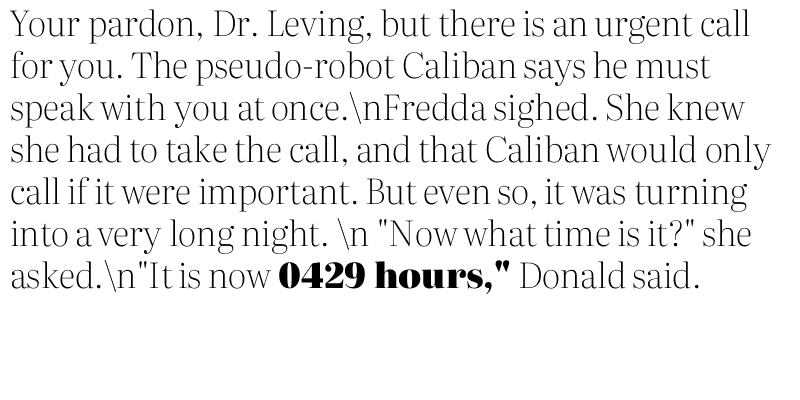 Your pardon, Dr. Leving, but there is an urgent call
for you. The pseudo-robot Caliban says he must
speak with you at once.\nFredda sighed. She knew
she had to take the call, and that Caliban would only
call if it were important. But even so, it was turning
into a very long night. \n "Now what time is it?" she
asked.\n"It is now 0429 hours," Donald said.